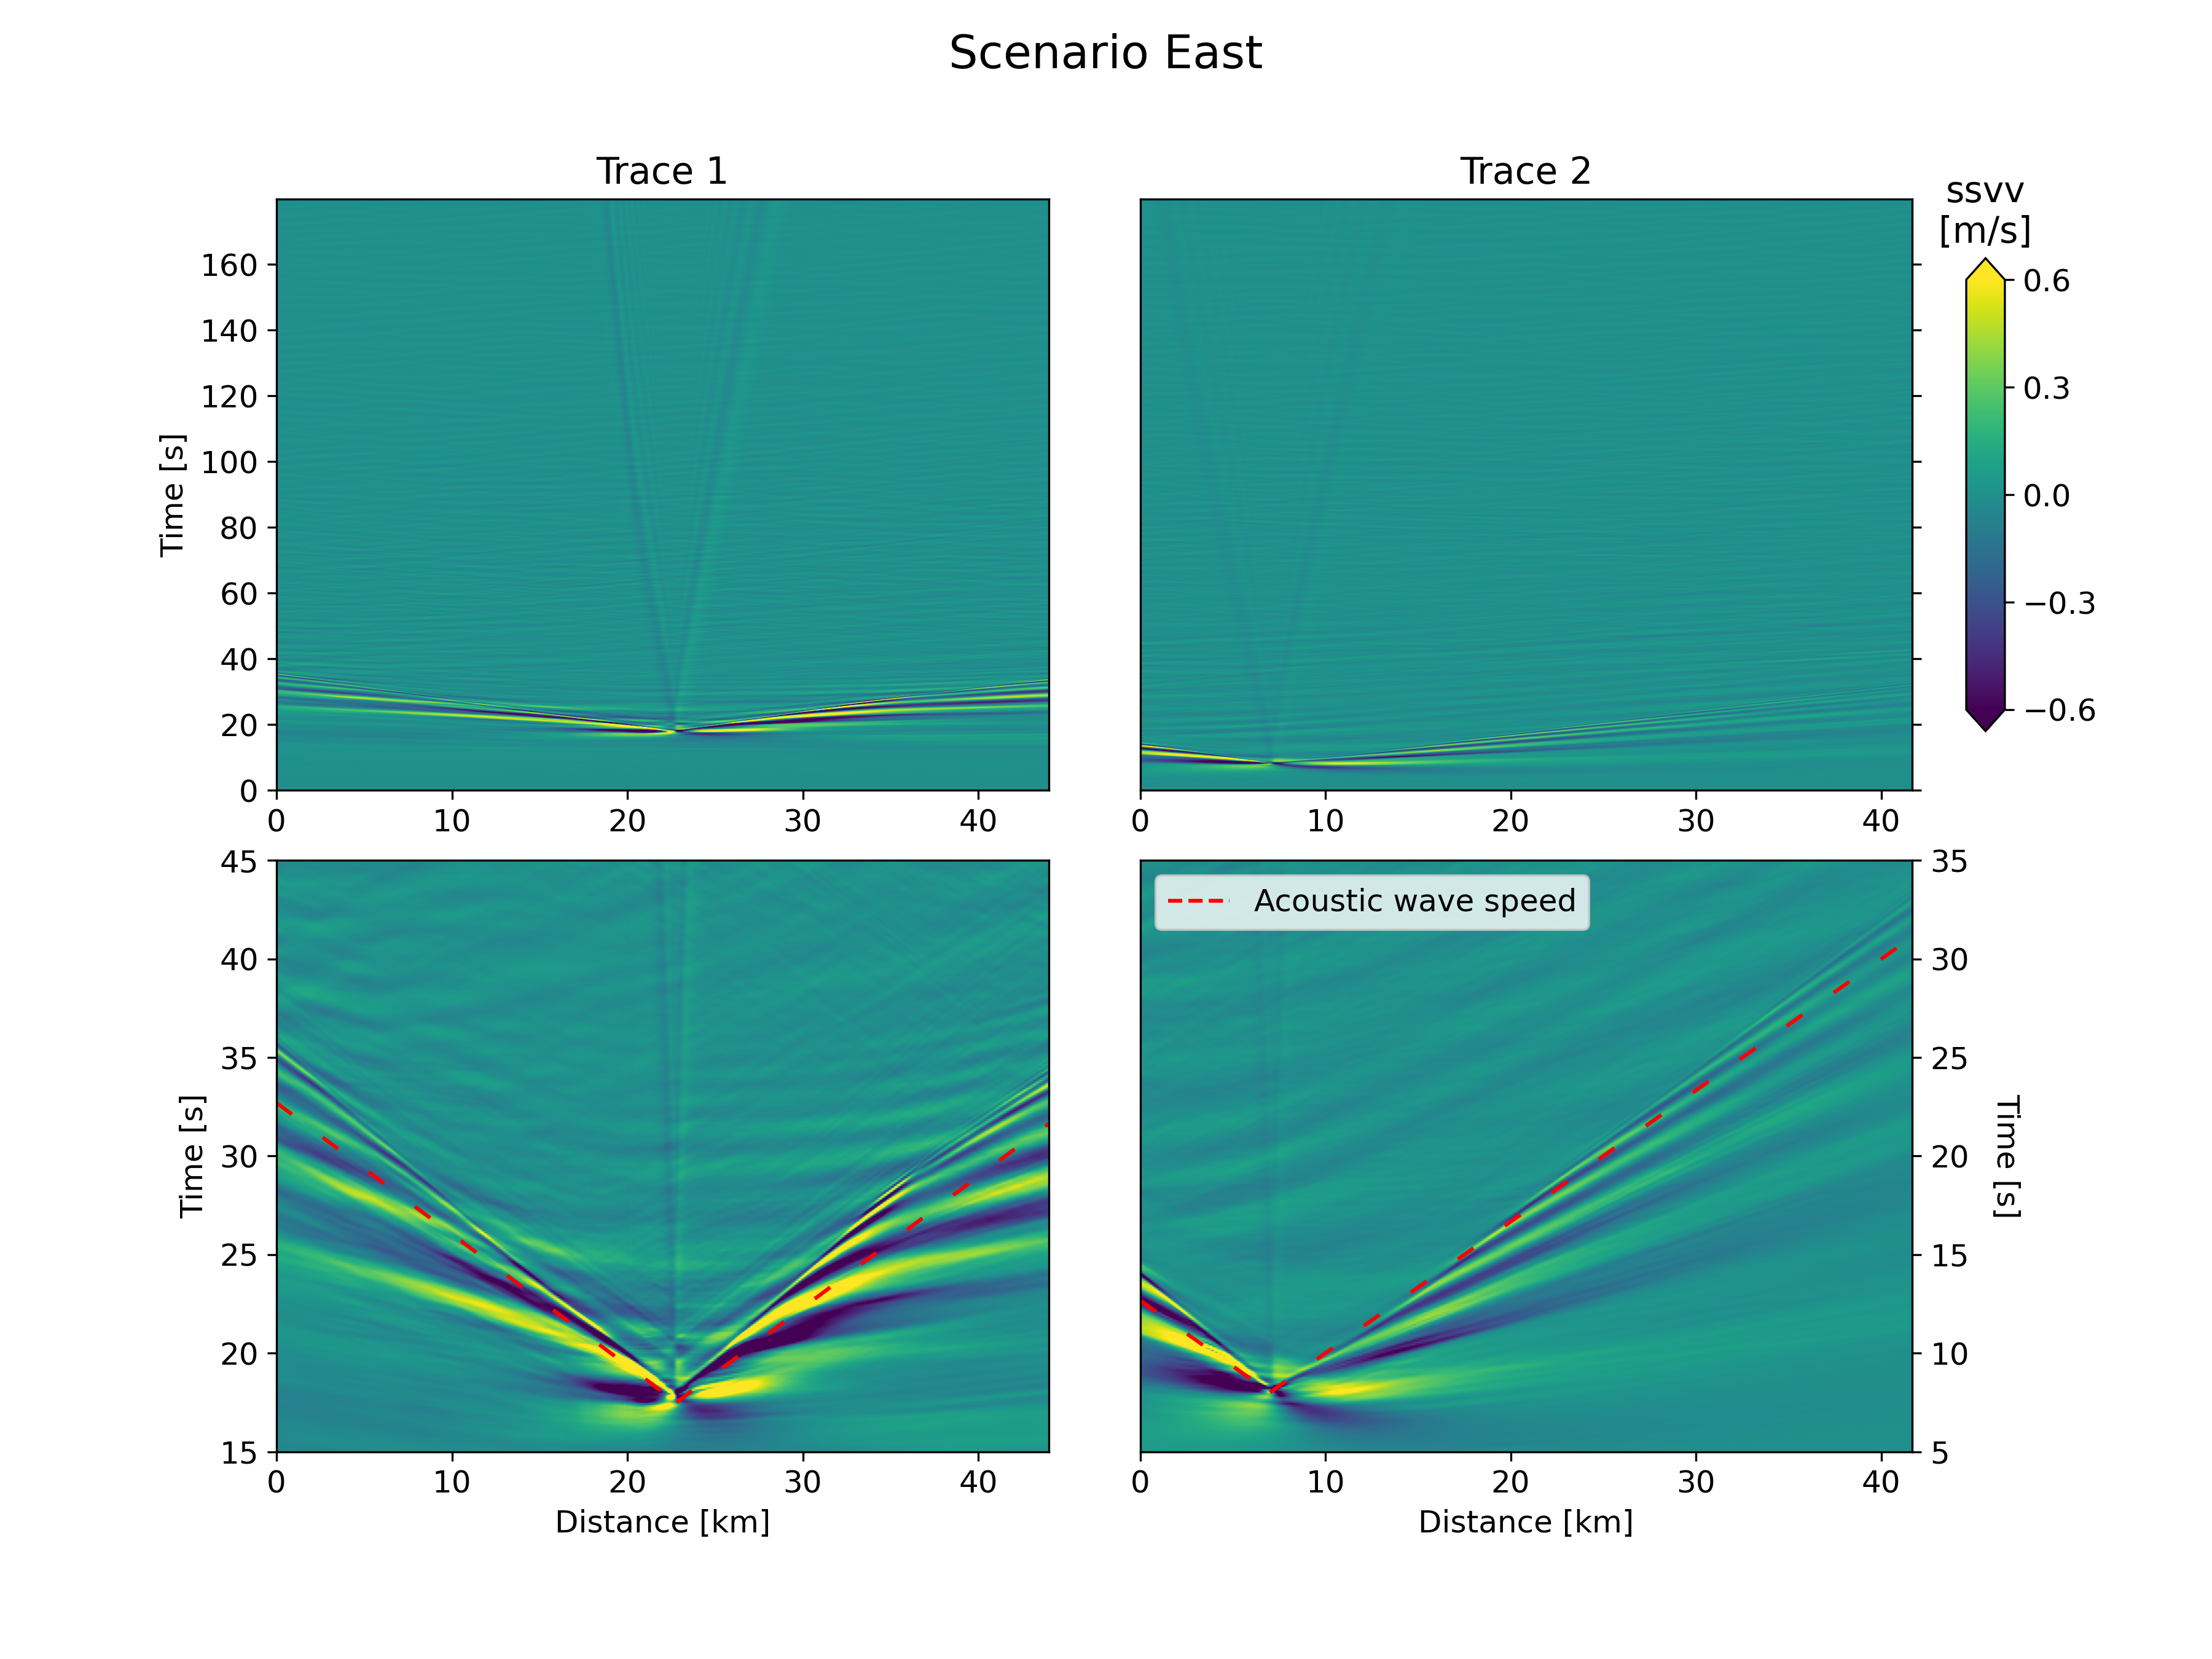 Scenario East
Trace 1
Trace 2
ssvv
[m/s]
0.6
0.3
0.0
−0.3
−0.6
Time [s]
160
140
120
100
80
60
40
20
0
0 10 20 30 40
0 10 20 30 40
Time [s]
45
40
35
30
25
20
15
0 10 20 30 40
Distance [km]
Acoustic wave speed
35
30
25
20
15
10
5
Time [s]
0 10 20 30 40
Distance [km]